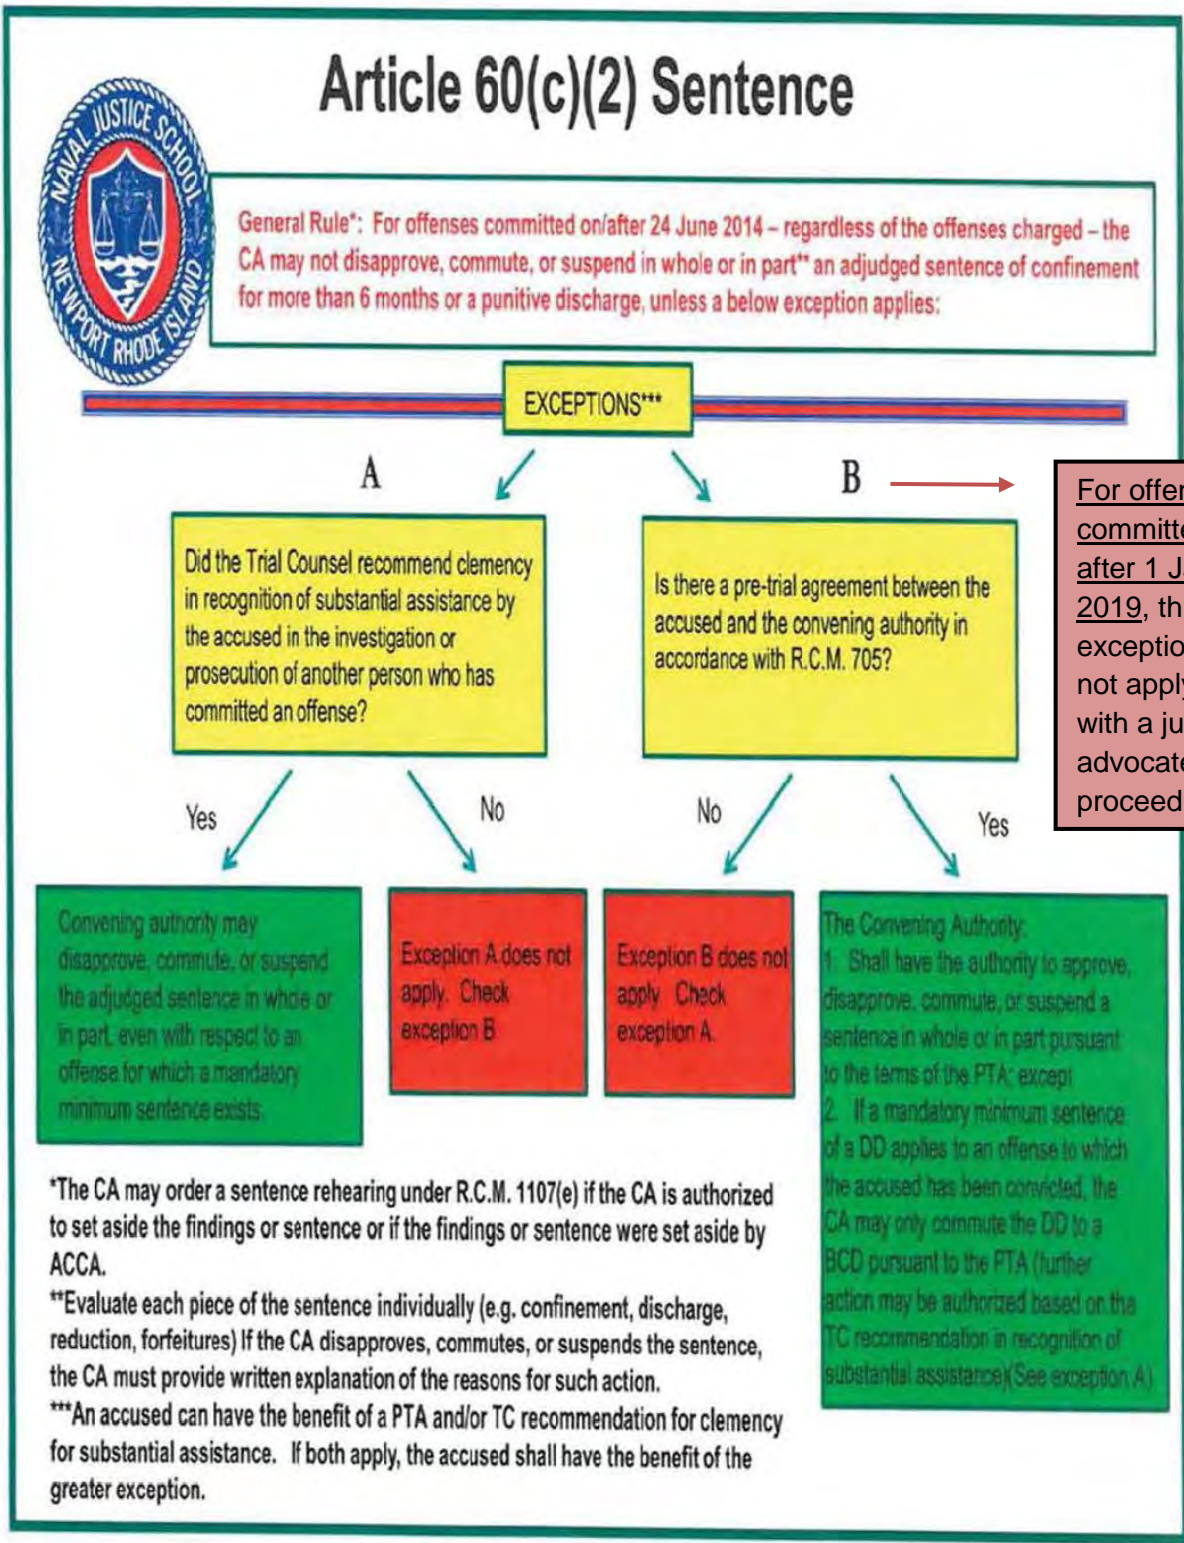 Article 60(c)(2) Sentence
NAVAL JUSTICE SCHOOL
NEWPORT RHODE ISLAND
General Rule*: For offenses committed on/after 24 June 2014 – regardless of the offenses charged – the
CA may not disapprove, commute, or suspend in whole or in part** an adjudged sentence of confinement
for more than 6 months or a punitive discharge, unless a below exception applies:
EXCEPTIONS***
A
B
Did the Trial Counsel recommend clemency
in recognition of substantial assistance by
the accused in the investigation or
prosecution of another person who has
committed an offense?
Is there a pre-trial agreement between the
accused and the convening authority in
accordance with R.C.M. 705?
For offen
committe
after 1 Ja
2019, th
exception
not apply
with a ju
advocate
proceed
Yes
No
No
Yes
Convening authority may
disapprove, commute, or suspend
the adjudged sentence in whole or
in part, even with respect to an
offense for which a mandatory
minimum sentence exists.
Exception A does not
apply. Check
exception B.
Exception B does not
apply. Check
exception A.
The Convening Authority:
1. Shall have the authority to approve,
disapprove, commute, or suspend a
sentence in whole or in part pursuant
to the terms of the PTA; except
2. If a mandatory minimum sentence
of a DD applies to an offense to which
the accused has been convicted, the
CA may only commute the DD to a
BCD pursuant to the PTA (further
action may be authorized based on the
TC recommendation in recognition of
substantial assistance)(See exception A)
*The CA may order a sentence rehearing under R.C.M. 1107(e) if the CA is authorized
to set aside the findings or sentence or if the findings or sentence were set aside by
ACCA.
**Evaluate each piece of the sentence individually (e.g. confinement, discharge,
reduction, forfeitures) If the CA disapproves, commutes, or suspends the sentence,
the CA must provide written explanation of the reasons for such action.
***An accused can have the benefit of a PTA and/or TC recommendation for clemency
for substantial assistance. If both apply, the accused shall have the benefit of the
greater exception.